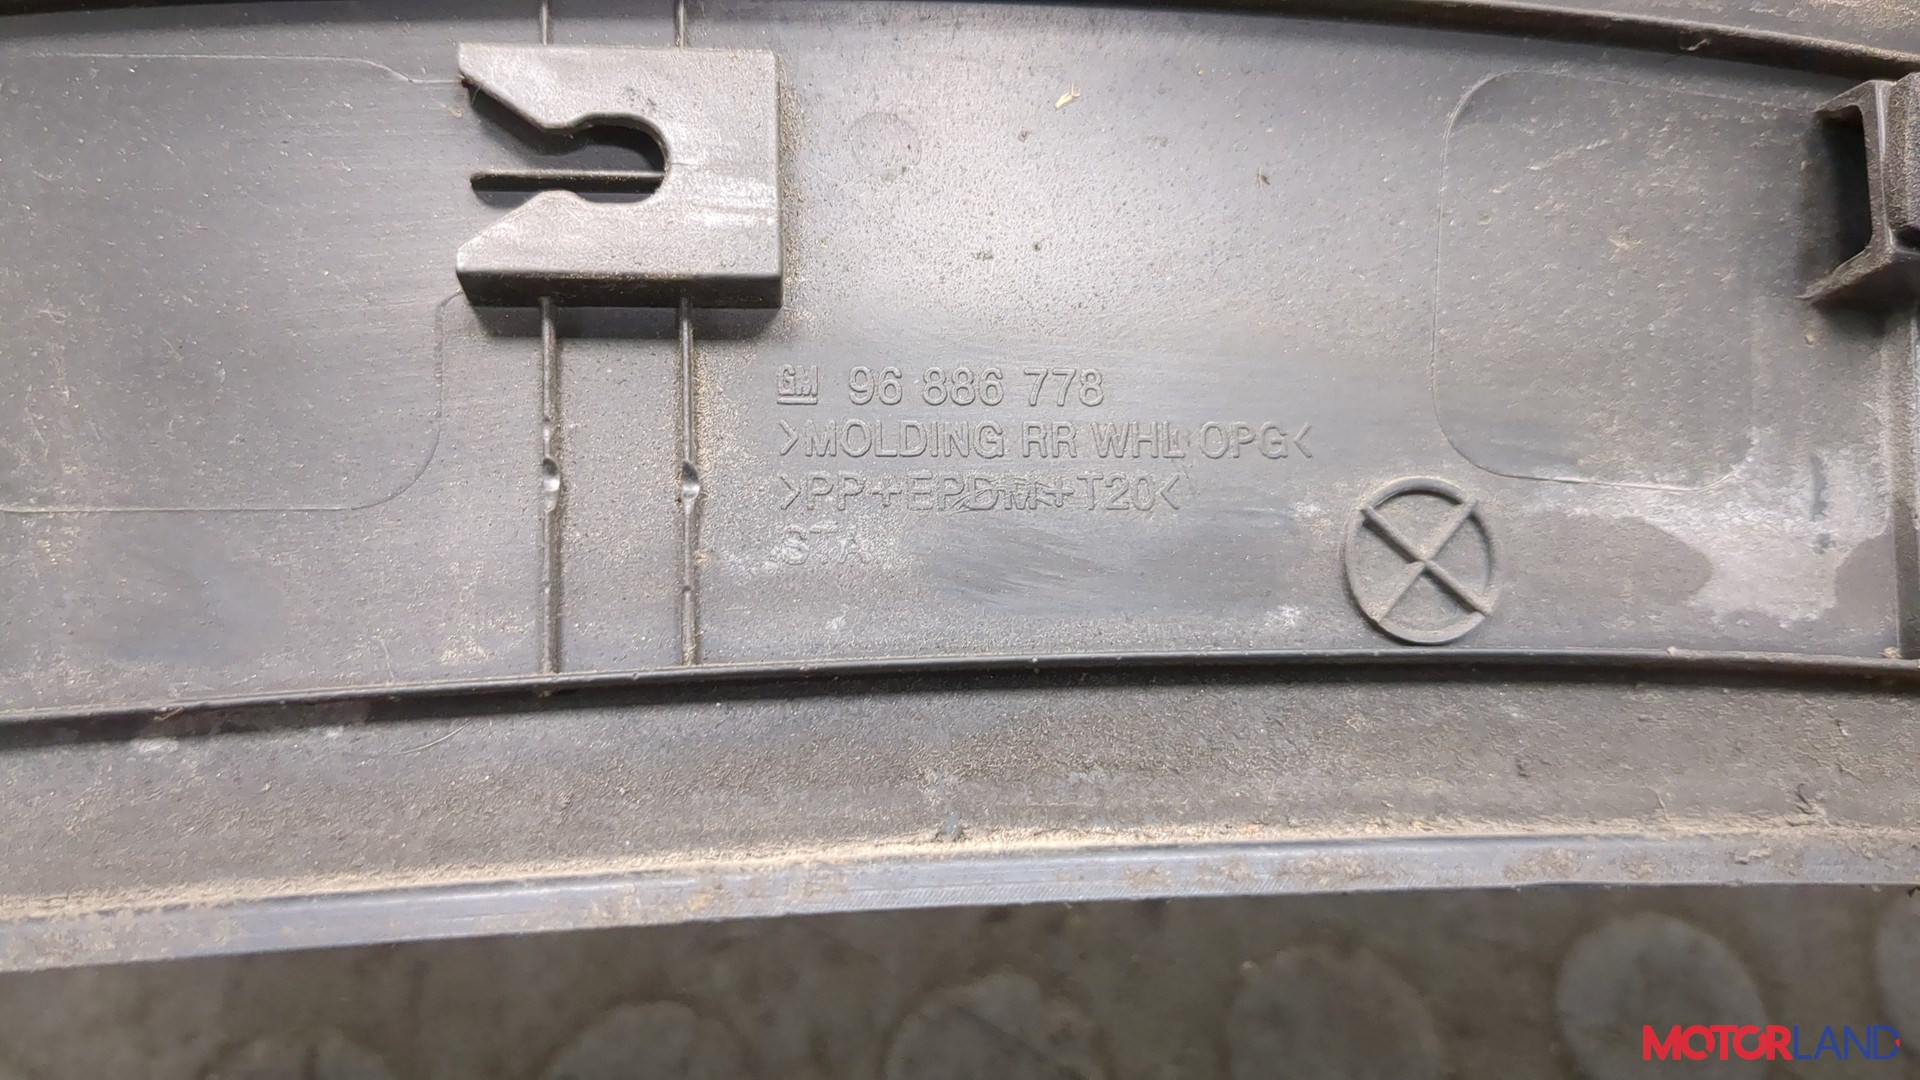 GM 96 886 778
>MOLDING RR WHL OPG<
>PP+EPDM+T20<
STA
MOTORLAND